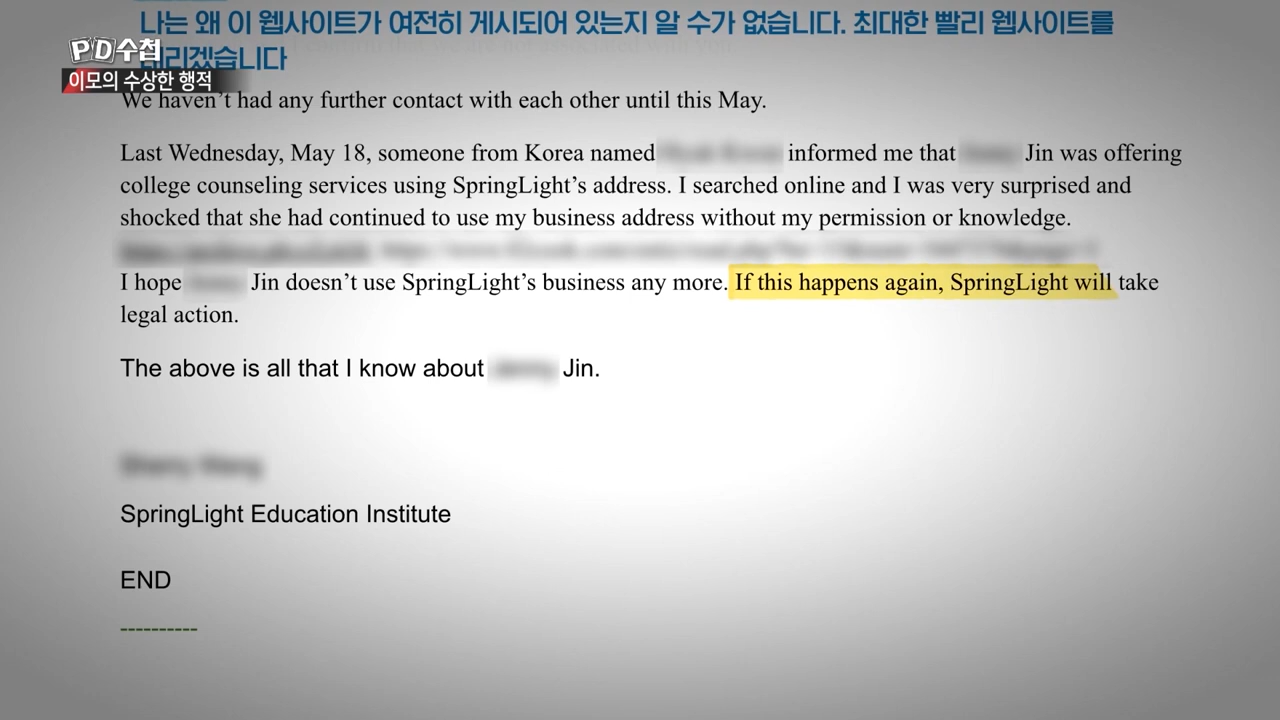 나는 왜 이 웹사이트가 여전히 게시되어 있는지 알 수가 없습니다. 최대한 빨리 웹사이트를
내리겠습니다
PD수첩
이모의 수상한 행적
We haven't had any further contact with each other until this May.
Last Wednesday, May 18, someone from Korea named informed me that Jin was offering
college counseling services using SpringLight's address. I searched online and I was very surprised and
shocked that she had continued to use my business address without my permission or knowledge.
I hope Jin doesn't use SpringLight's business any more. If this happens again, SpringLight will take
legal action.
The above is all that I know about Jin.
SpringLight Education Institute
END
----------